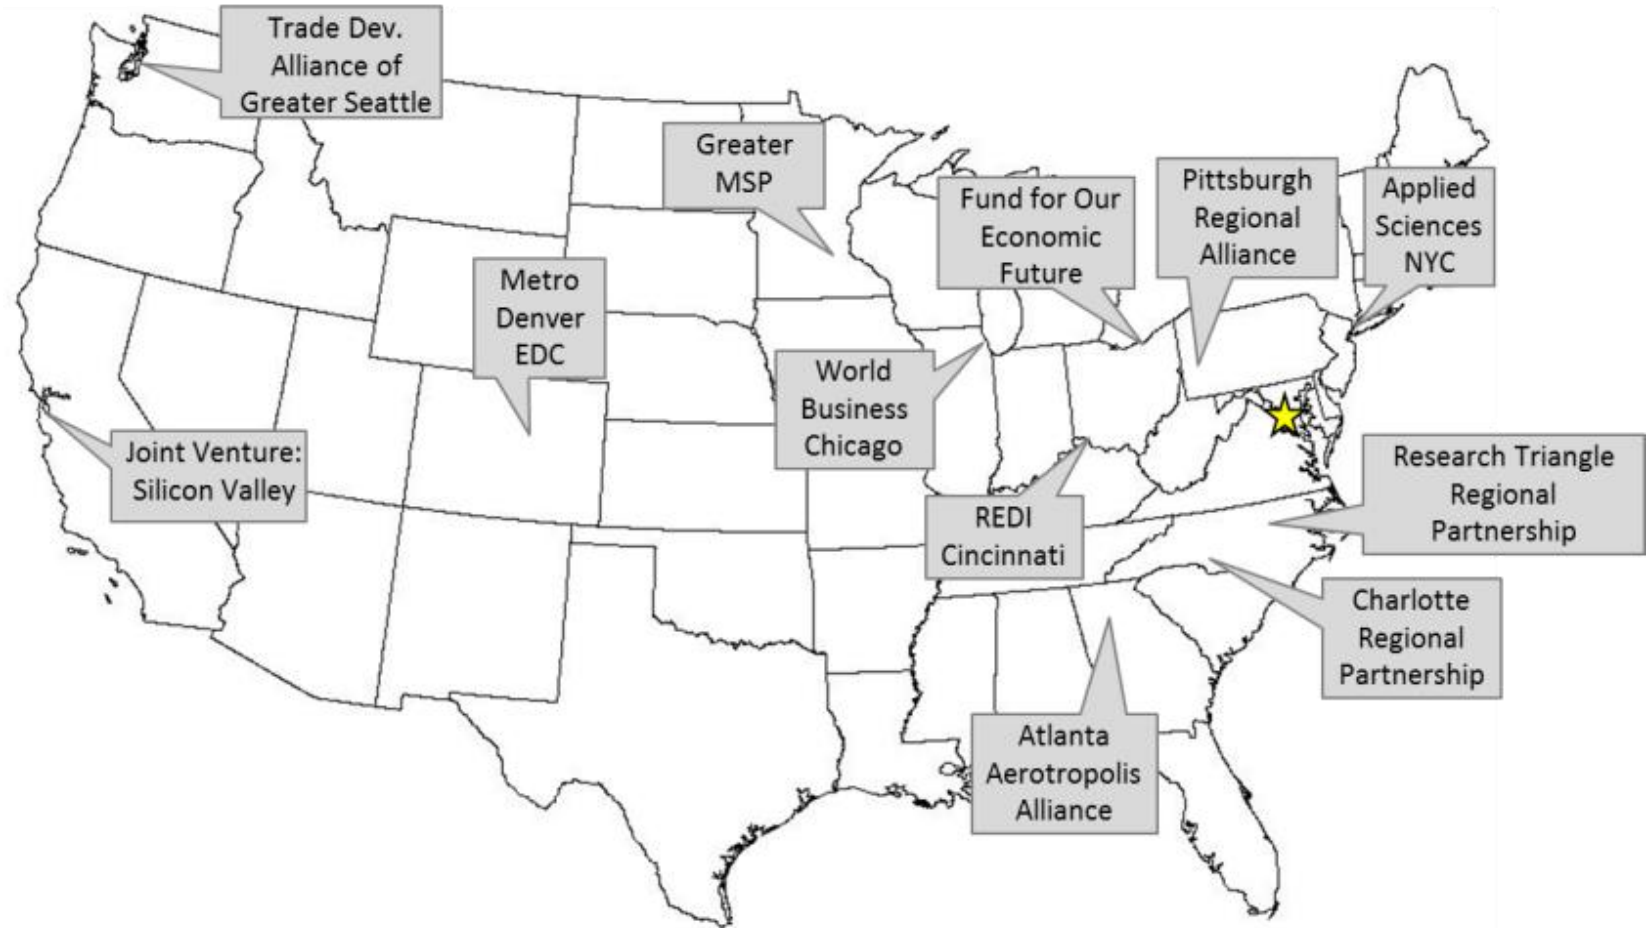 Trade Dev.
Alliance of
Greater Seattle
Greater
MSP
Fund for Our
Economic
Future
Pittsburgh
Regional
Alliance
Applied
Sciences
NYC
Metro
Denver
EDC
World
Business
Chicago
Joint Venture:
Silicon Valley
REDI
Cincinnati
Research Triangle
Regional
Partnership
Charlotte
Regional
Partnership
Atlanta
Aerotropolis
Alliance